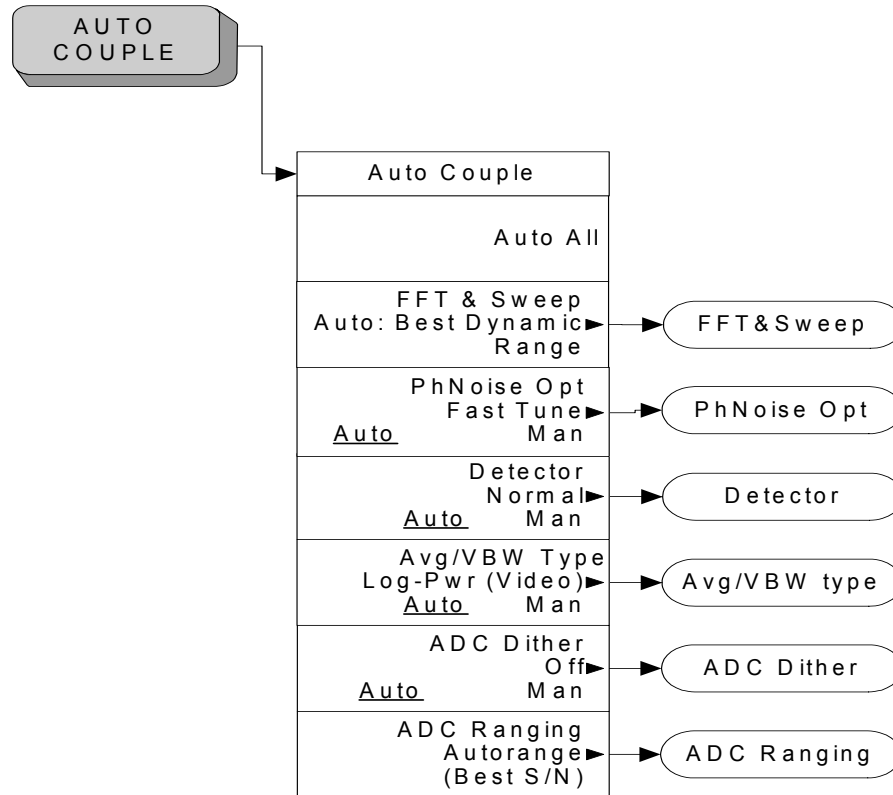 AUTO
COUPLE
Auto Couple
Auto All
FFT & Sweep
Auto: Best Dynamic
Range
FFT&Sweep
PhNoise Opt
Fast Tune
Auto Man
PhNoise Opt
Detector
Normal
Auto Man
Detector
Avg/VBW Type
Log-Pwr (Video)
Auto Man
Avg/VBW type
ADC Dither
Off
Auto Man
ADC Dither
ADC Ranging
Autorange
(Best S/N)
ADC Ranging